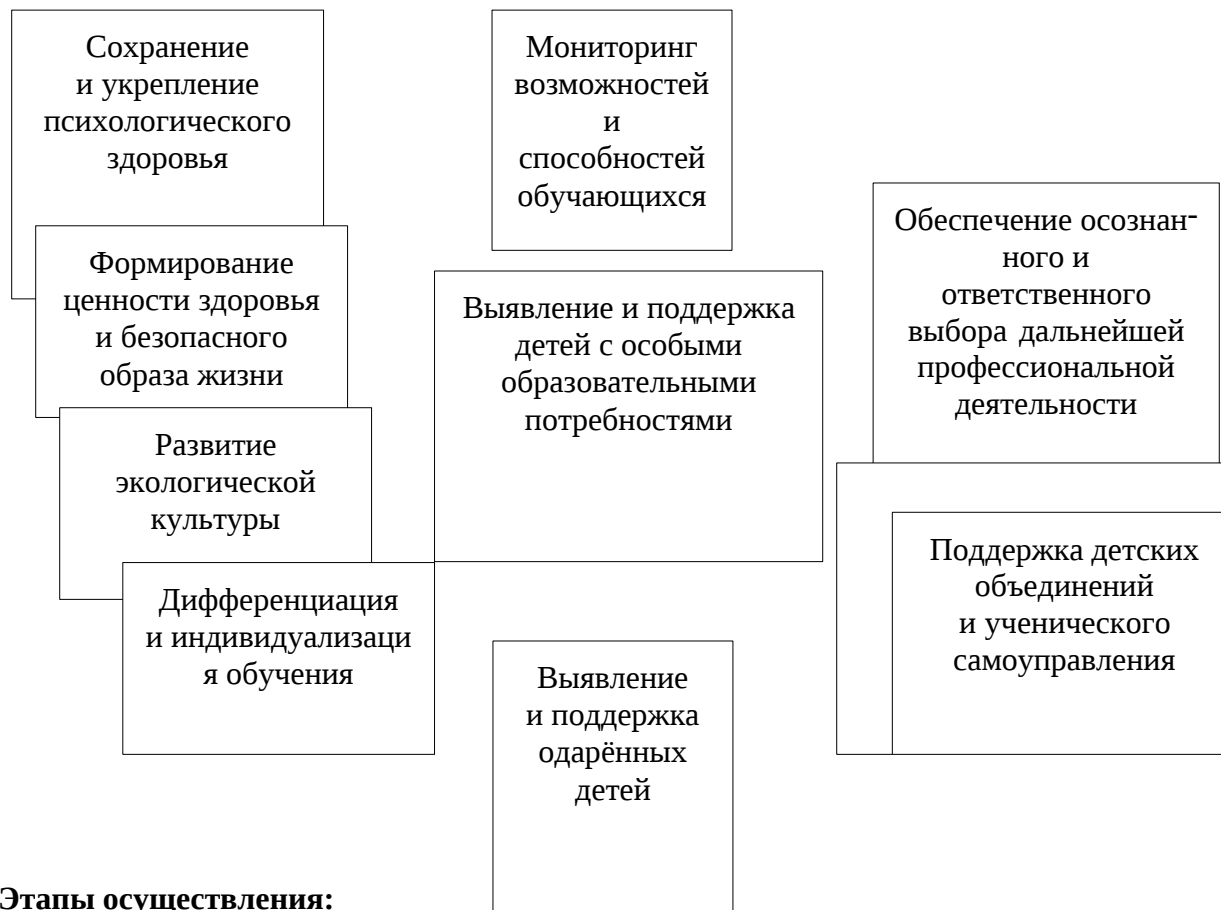 Сохранение
и укрепление
психологического
здоровья
Формирование
ценности здоровья
и безопасного
образа жизни
Развитие
экологической
культуры
Дифференциация
и индивидуализаци
я обучения
Мониторинг
возможностей
и
способностей
обучающихся
Выявление и поддержка
детей с особыми
образовательными
потребностями
Выявление
и поддержка
одарённых
детей
Обеспечение осознан-
ного и
ответственного
выбора дальнейшей
профессиональной
деятельности
Поддержка детских
объединений
и ученического
самоуправления
Этапы осуществления: